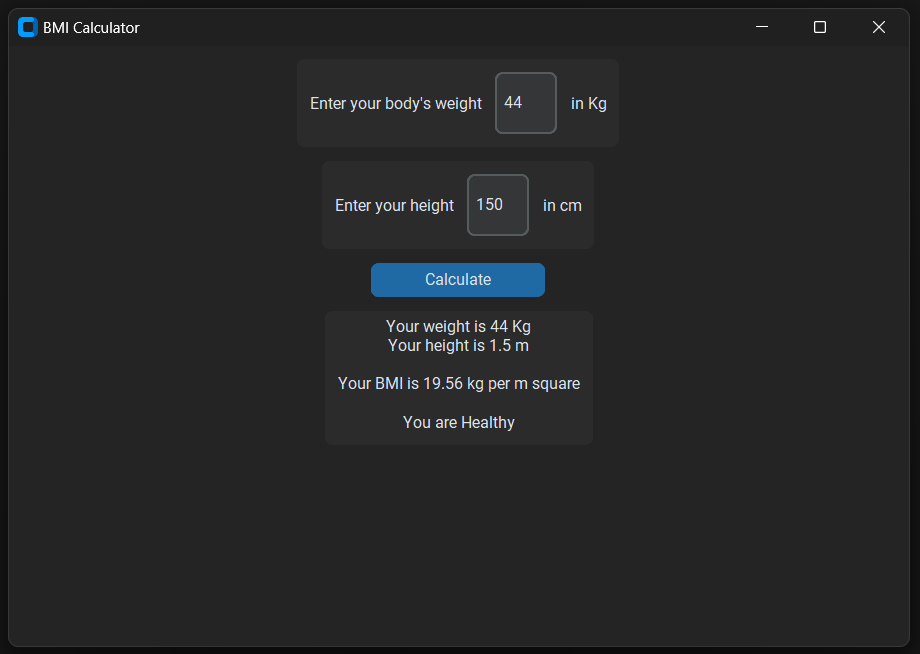 BMI Calculator
Enter your body's weight 44 in Kg
Enter your height 150 in cm
Calculate
Your weight is 44 Kg
Your height is 1.5 m
Your BMI is 19.56 kg per m square
You are Healthy